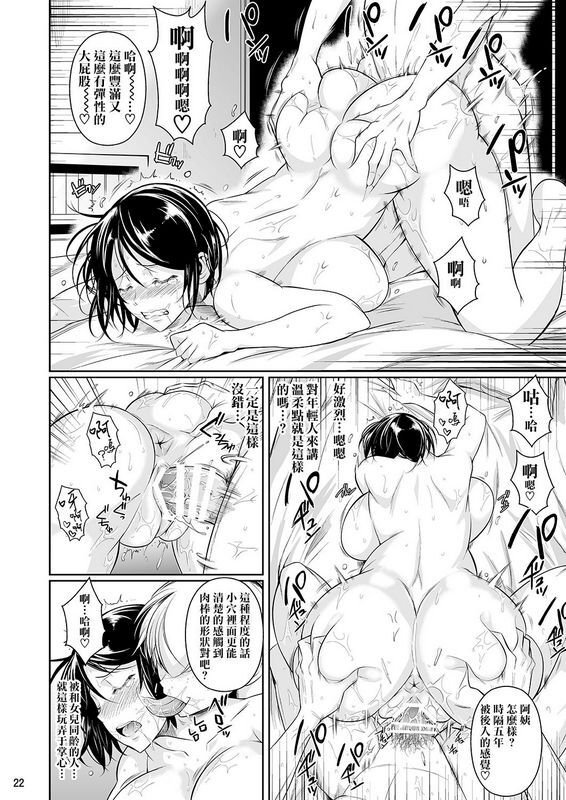 嗯
唔
啊
啊
啊
啊啊啊啊嗯♡
啊♡
哈啊~~~…
這麼豐滿又
這麼有彈性的
大屁股~~~♡
咕…哈
啊
嗯♡
好激烈…嗯嗯
對年輕人來講
溫柔點就是這樣
的嗎…?
阿姨
怎麼樣?
時隔五年
被後人的感覺♡
一定是這樣
沒錯…
這種程度的話
小穴裡面更能
清楚的感觸到
肉棒的形狀對吧?
啊…哈啊♡
被和女兒同齡的人…
就這樣玩弄于掌心…
22